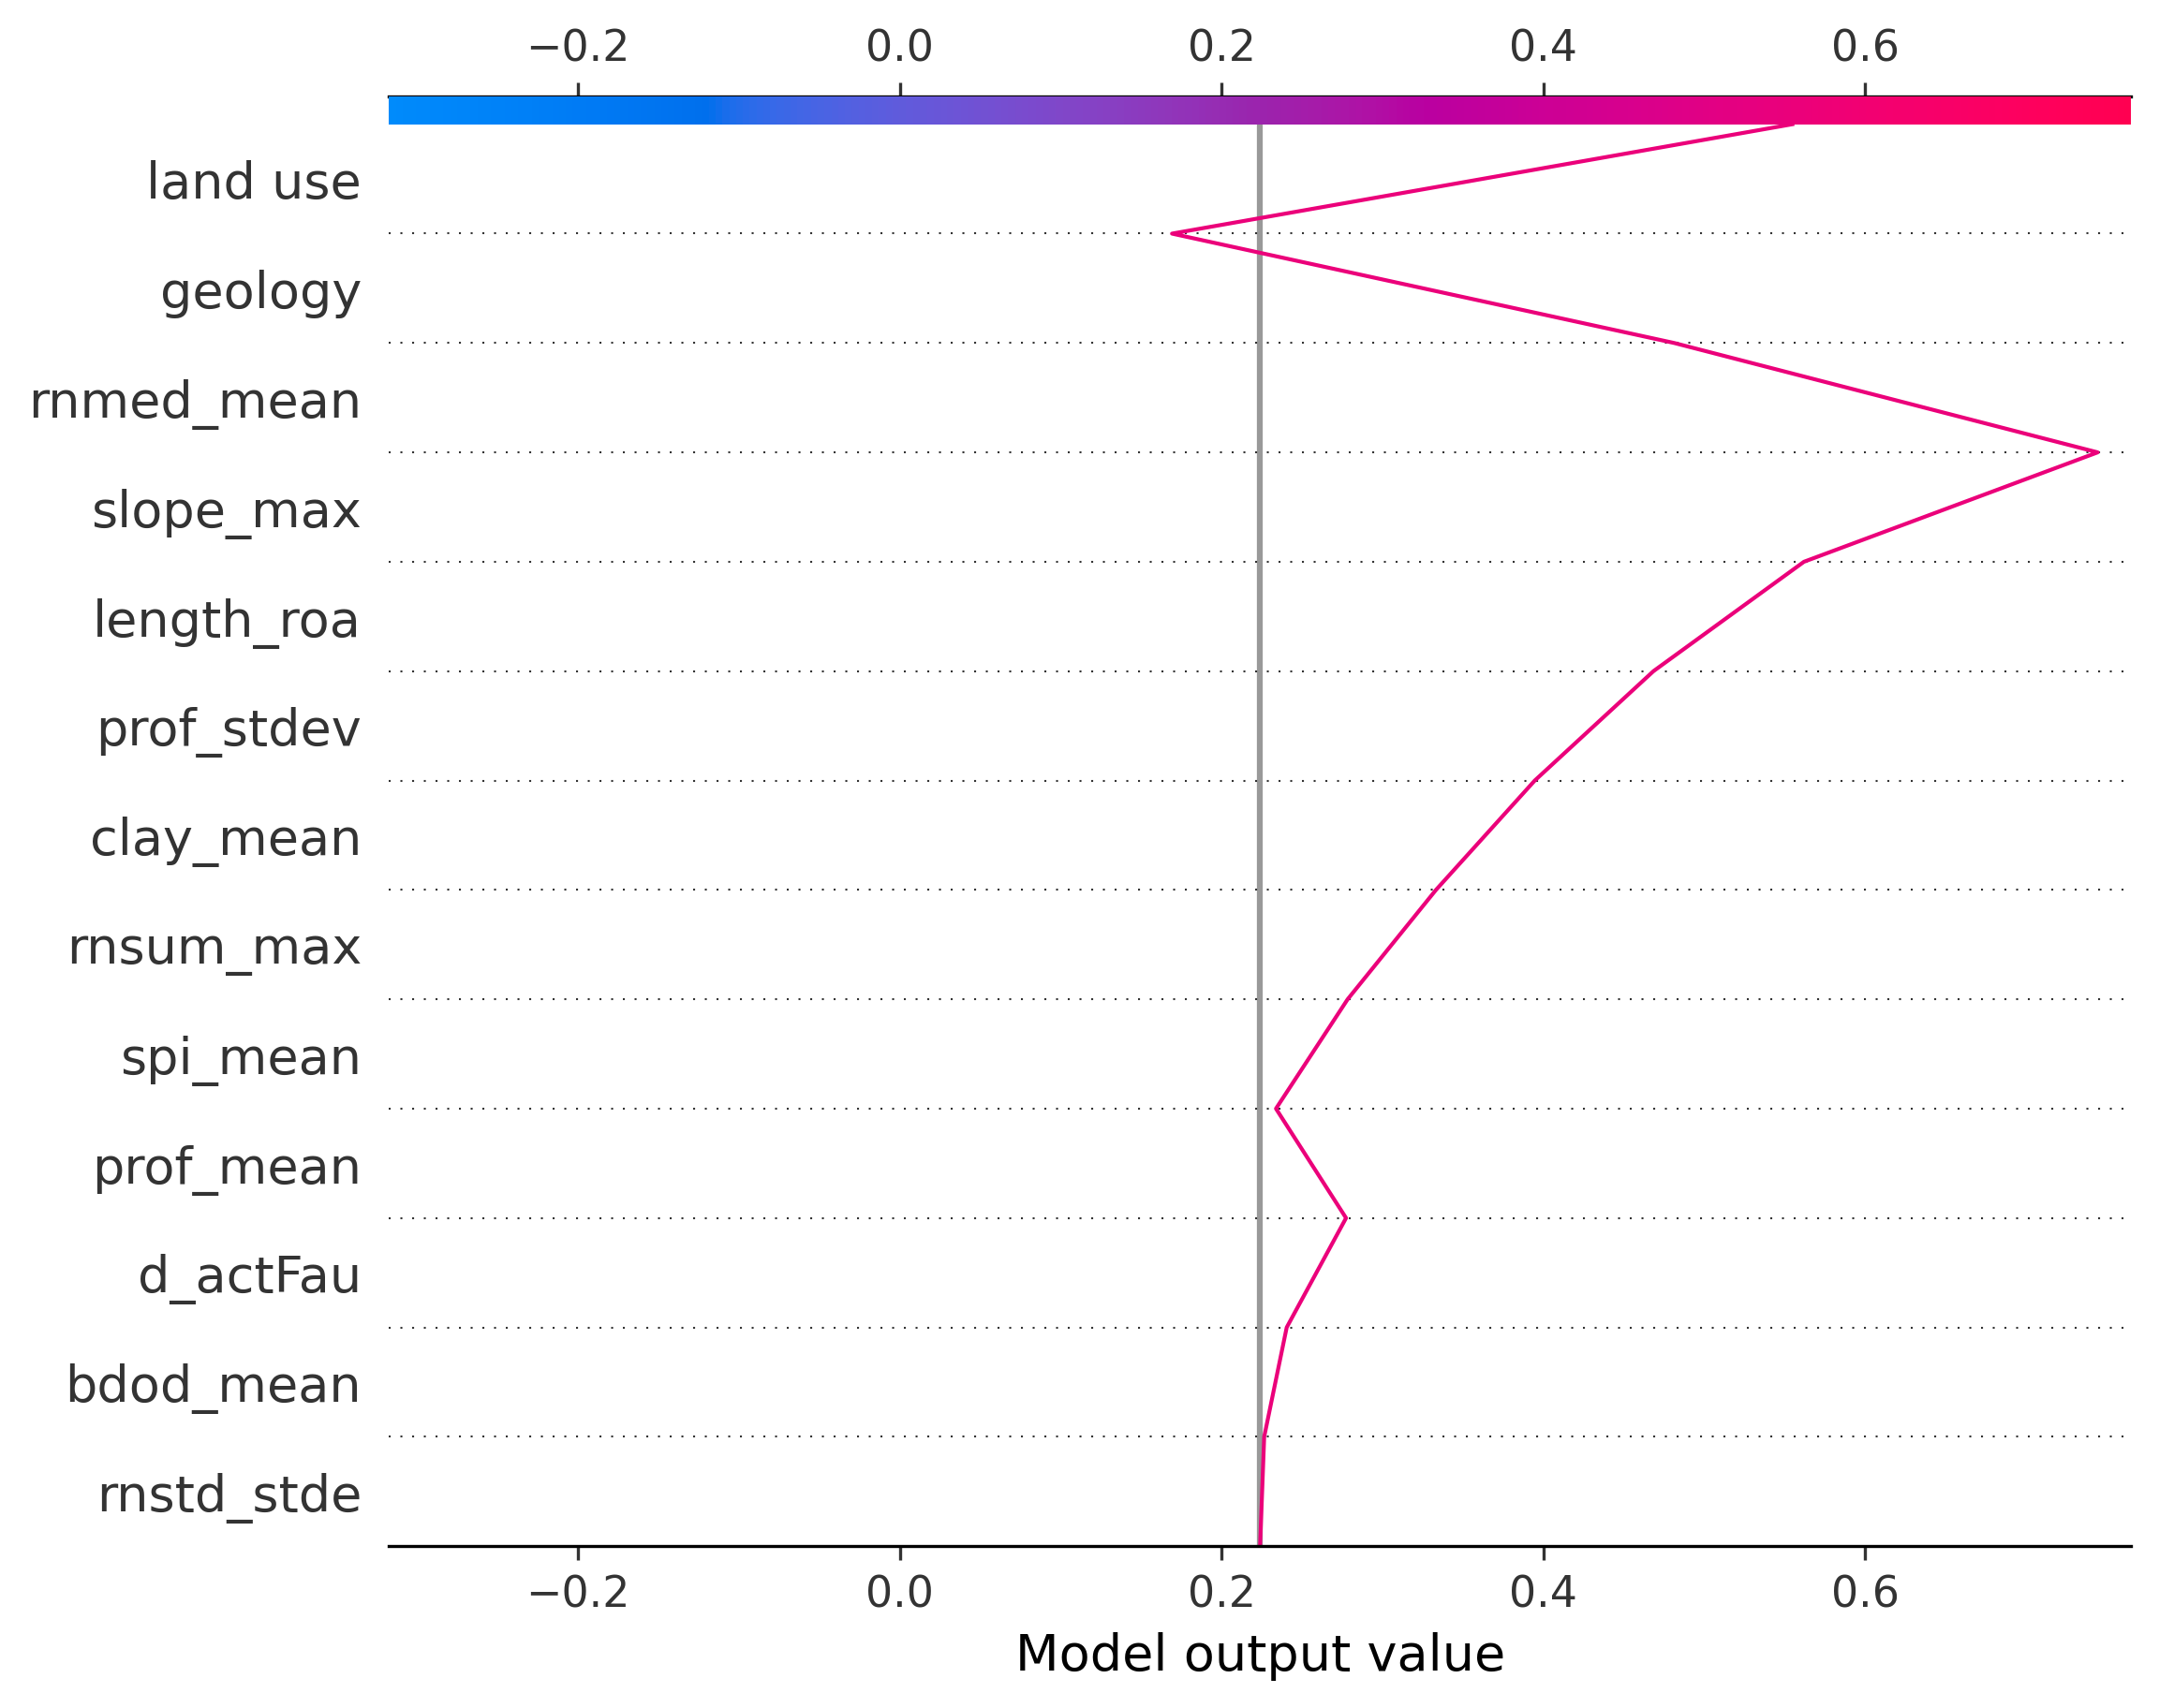 −0.2 0.0 0.2 0.4 0.6
land use
geology
rnmed_mean
slope_max
length_roa
prof_stdev
clay_mean
rnsum_max
spi_mean
prof_mean
d_actFau
bdod_mean
rnstd_stde
−0.2 0.0 0.2 0.4 0.6
Model output value